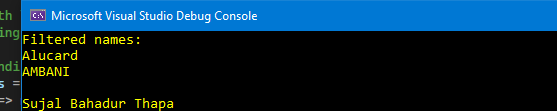 Microsoft Visual Studio Debug Console
Filtered names:
Alucard
AMBANI
Sujal Bahadur Thapa